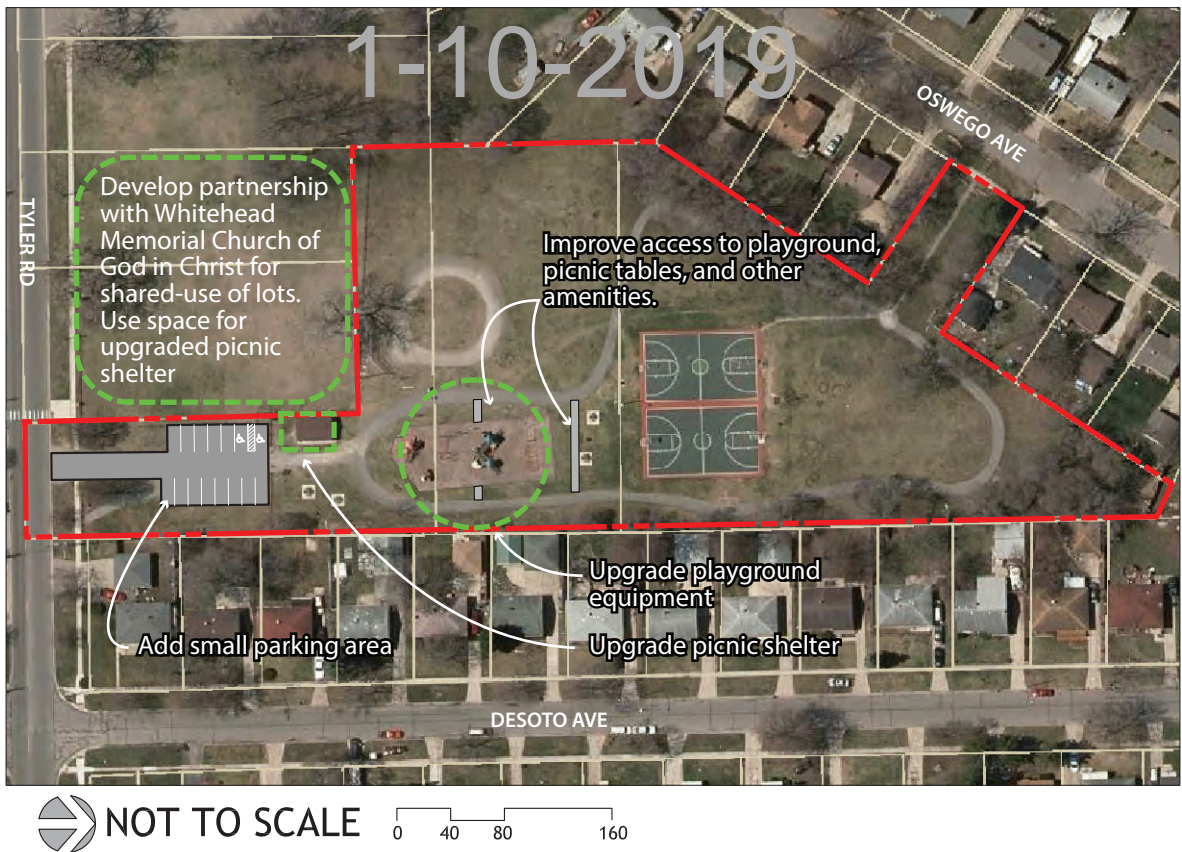 1-10-2019
OSWEGO AVE
TYLER RD
Develop partnership
with Whitehead
Memorial Church of
God in Christ for
shared-use of lots.
Use space for
upgraded picnic
shelter
Improve access to playground,
picnic tables, and other
amenities.
Upgrade playground
equipment
Add small parking area
Upgrade picnic shelter
DESOTO AVE
NOT TO SCALE
0 40 80 160